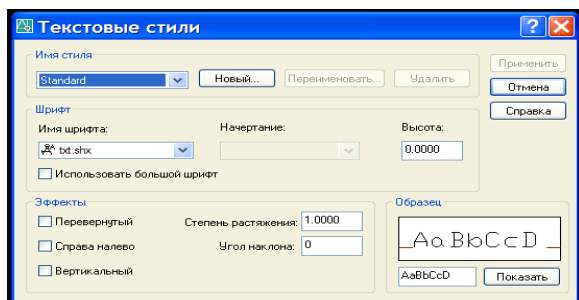 Текстовые стили
Имя стиля
Standard Новый... Переименовать... Удалить
Применить
Отмена
Справка
Шрифт
Имя шрифта: Начертание: Высота:
txt.shx 0.0000
Использовать большой шрифт
Эффекты
Перевернутый Степень растяжения: 1.0000
Справа налево Угол наклона: 0
Вертикальный
Образец
AaBbCcD
AaBbCcD Показать